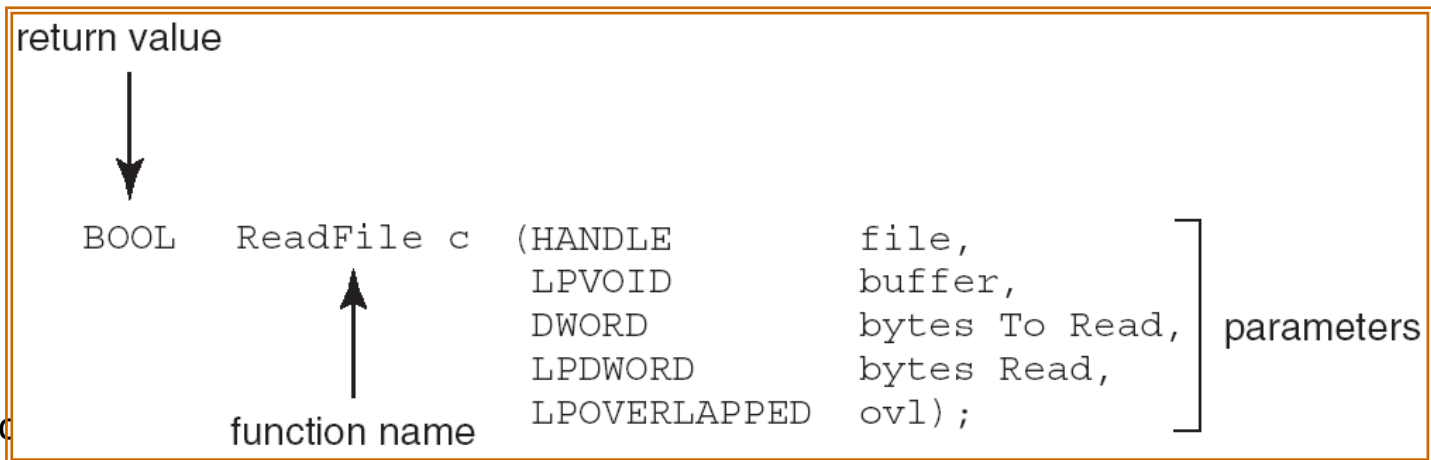 return value
BOOL ReadFile c (HANDLE file,
LPVOID buffer,
DWORD bytes To Read,
LPDWORD bytes Read,
LPOVERLAPPED ovl);
parameters
function name